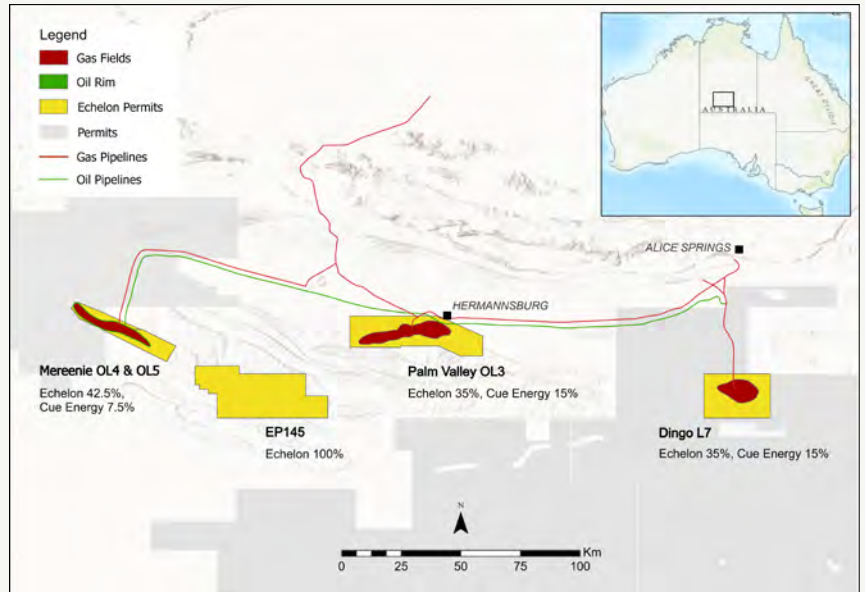 Legend
Gas Fields
Oil Rim
Echelon Permits
Permits
Gas Pipelines
Oil Pipelines
AUSTRALIA
GREAT DIVIDE
ALICE SPRINGS
HERMANNSBURG
Mereenie OL4 & OL5
Echelon 42.5%,
Cue Energy 7.5%
Palm Valley OL3
Echelon 35%, Cue Energy 15%
EP145
Echelon 100%
Dingo L7
Echelon 35%, Cue Energy 15%
N
Km
0 25 50 75 100